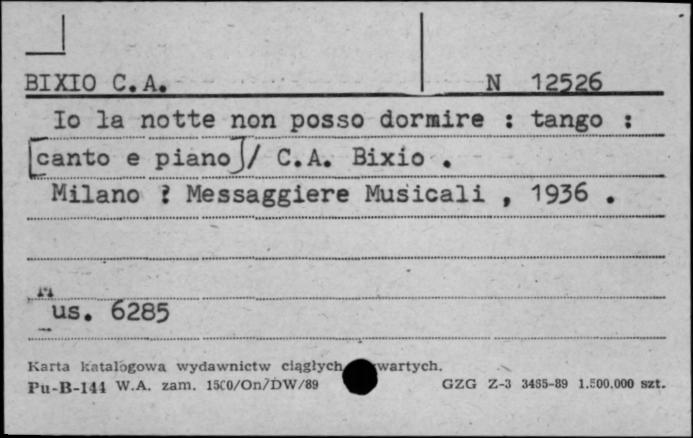 BIXIO C.A. N 12526
Io la notte non posso dormire : tango :
[canto e piano]/ C.A. Bixio .
Milano : Messaggiere Musicali , 1936 .
Mus. 6285
Karta katalogowa wydawnictw ciągłych wartych.
Pu-B-144 W.A. zam. 1500/On/DW/89 GZG Z-3 3485-89 1.500.000 szt.